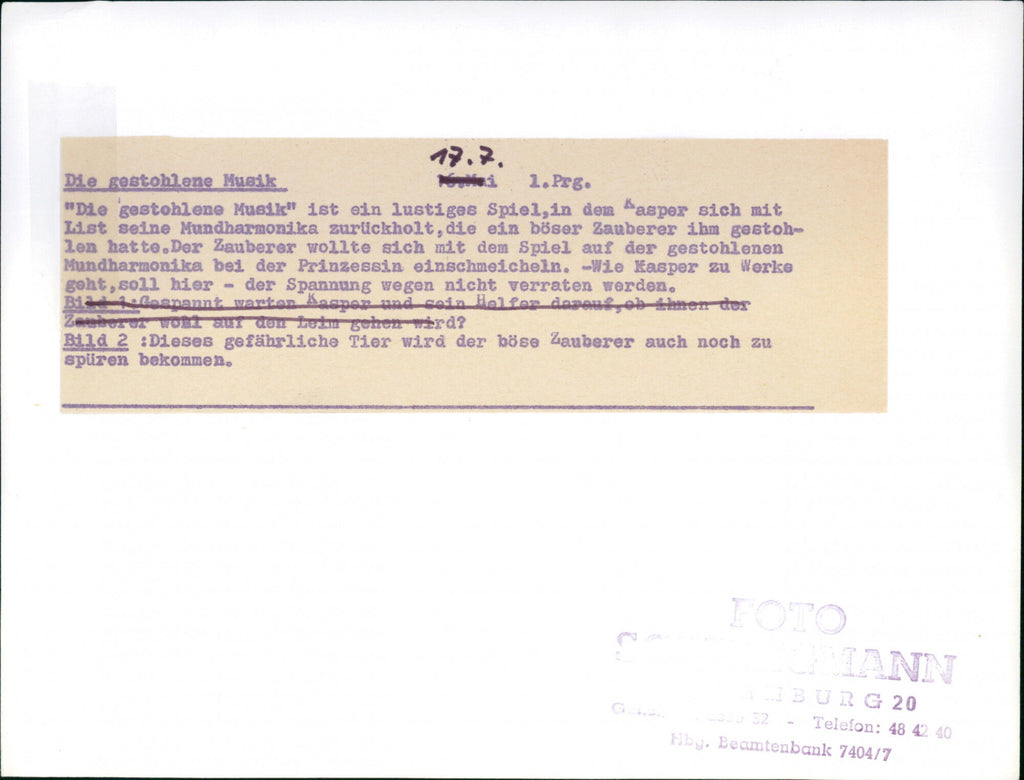 17.7.
Die gestohlene Musik 1.Prg.
"Die gestohlene Musik" ist ein lustiges Spiel,in dem Kasper sich mit
List seine Mundharmonika zurückholt,die ein böser Zauberer ihm gestoh-
len hatte.Der Zauberer wollte sich mit dem Spiel auf der gestohlenen
Mundharmonika bei der Prinzessin einschmeicheln. -Wie Kasper zu Werke
geht,soll hier - der Spannung wegen nicht verraten werden.
Bild 1:Gespannt warten Kasper und sein Helfer darauf,ob ihnen der
Zauberer wohl auf den Leim gehen wird?
Bild 2 :Dieses gefährliche Tier wird der böse Zauberer auch noch zu
spüren bekommen.
FOTO
HAMBURG 20
32 - Telefon: 48 42 40
Hbg. Beamtenbank 7404/7